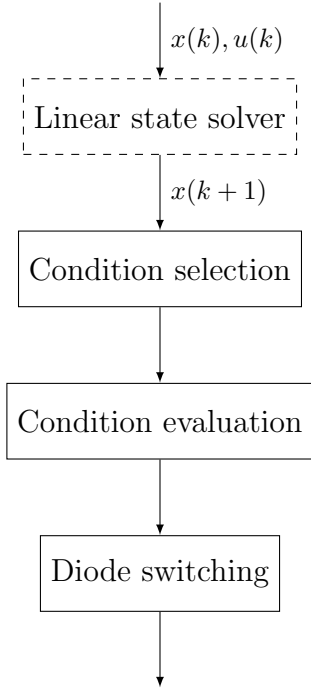 x(k), u(k)
Linear state solver
x(k + 1)
Condition selection
Condition evaluation
Diode switching